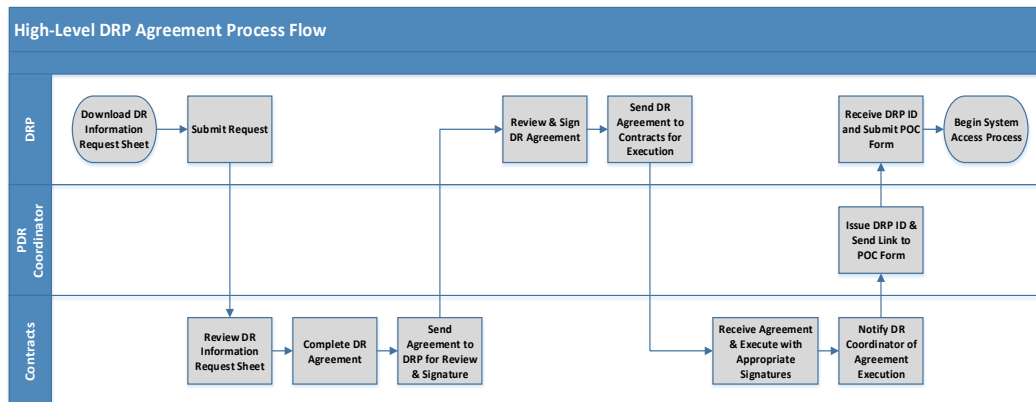 High-Level DRP Agreement Process Flow
DRP
Download DR
Information
Request Sheet
Submit Request
Review & Sign
DR Agreement
Send DR
Agreement to
Contracts for
Execution
Receive DRP ID
and Submit POC
Form
Begin System
Access Process
PDR
Coordinator
Issue DRP ID &
Send Link to
POC Form
Contracts
Review DR
Information
Request Sheet
Complete DR
Agreement
Send
Agreement to
DRP for Review
& Signature
Receive Agreement
& Execute with
Appropriate
Signatures
Notify DR
Coordinator of
Agreement
Execution